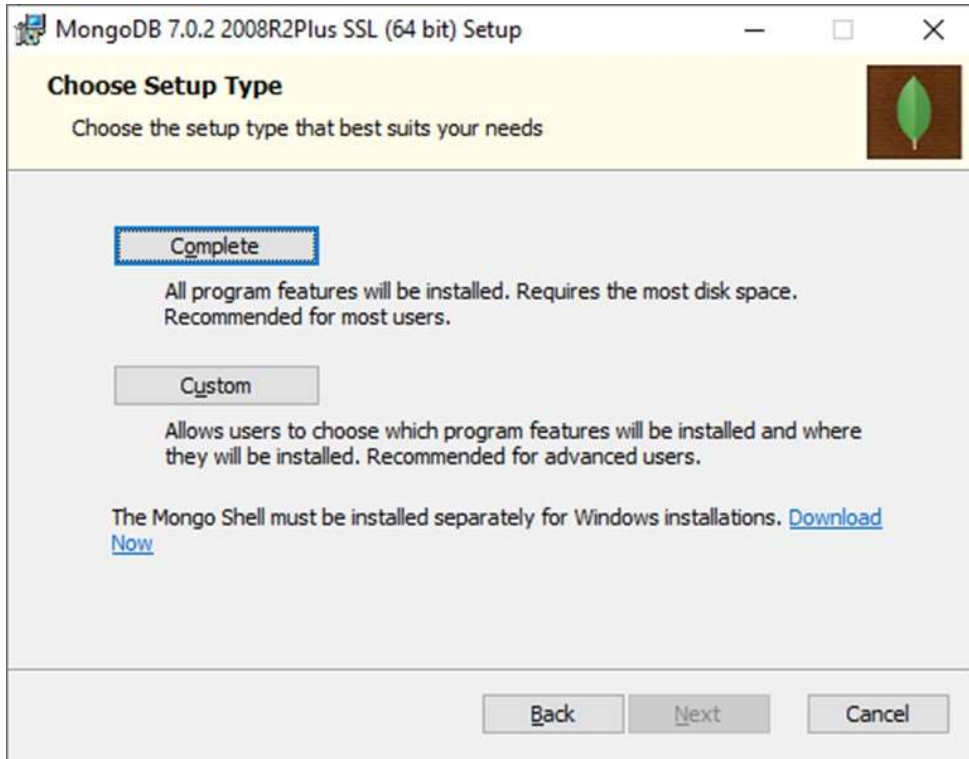 MongoDB 7.0.2 2008R2Plus SSL (64 bit) Setup
Choose Setup Type
Choose the setup type that best suits your needs
Complete
All program features will be installed. Requires the most disk space.
Recommended for most users.
Custom
Allows users to choose which program features will be installed and where
they will be installed. Recommended for advanced users.
The Mongo Shell must be installed separately for Windows installations. Download
Now
Back Next Cancel